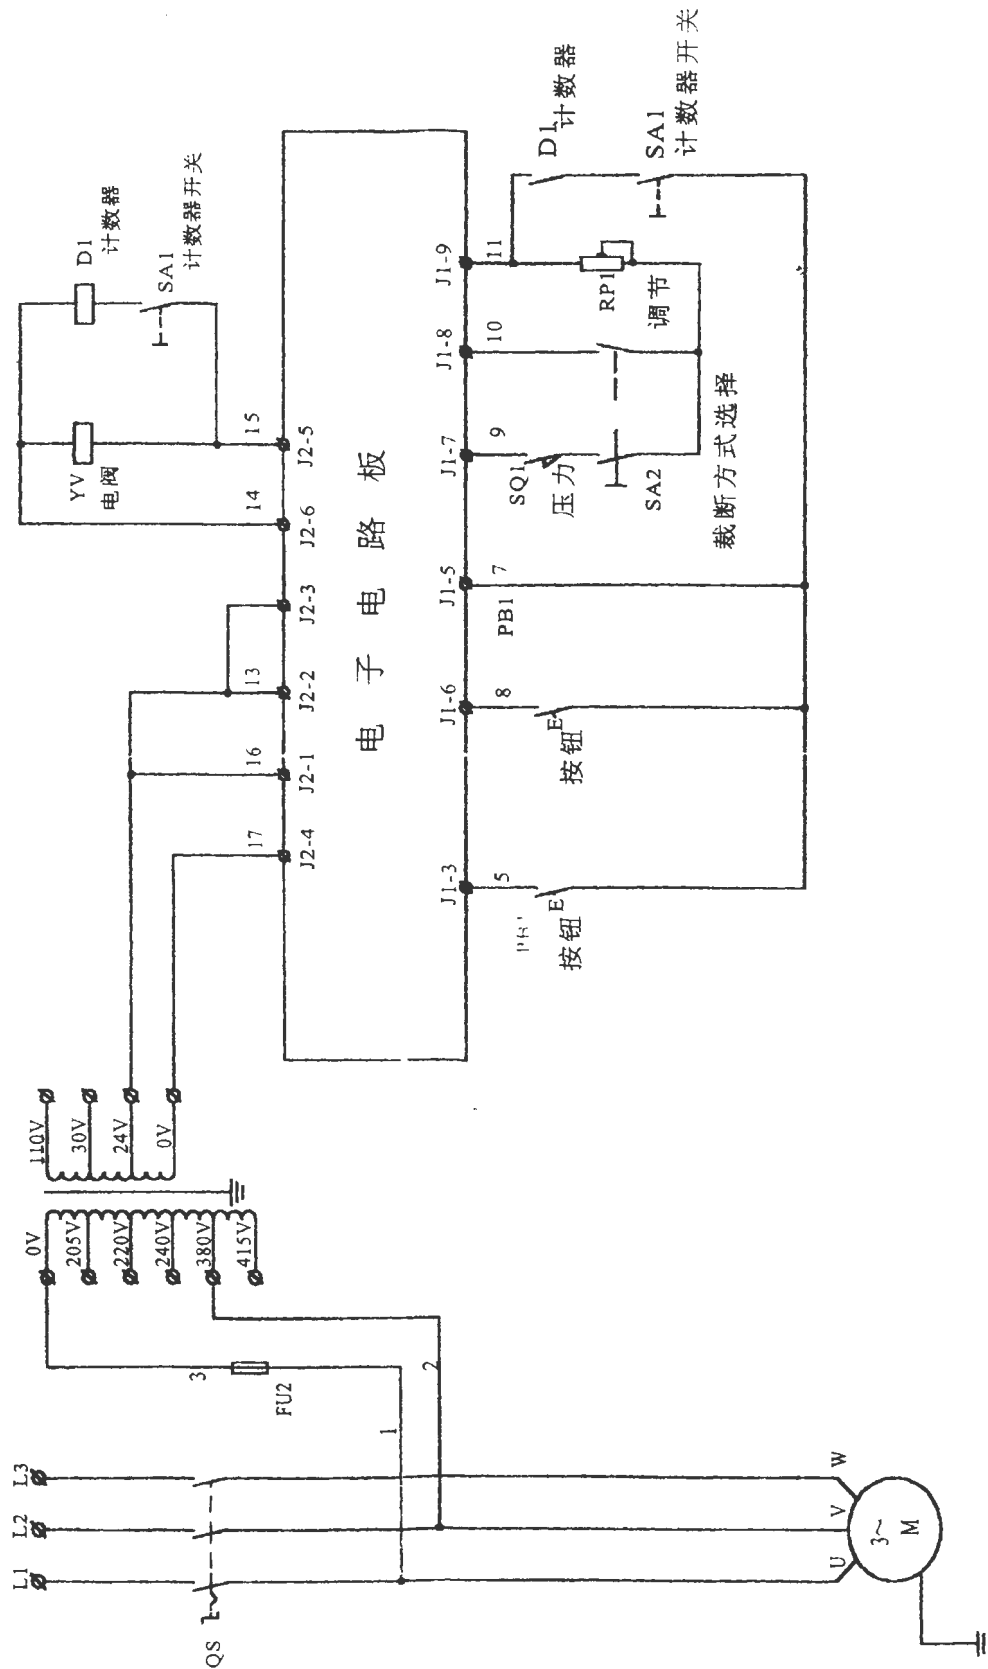 L1
L2
L3
QS
1
2
3
FU2
U
V
W
3~
M
0V
205V
220V
240V
380V
415V
110V
30V
24V
0V
17
16
13
14
15
J2-4
J2-1
J2-2
J2-3
J2-6
J2-5
YV
电阀
D1
计数器
SA1
计数器开关
电子电路板
J1-3
J1-6
J1-5
J1-7
J1-8
J1-9
5
8
7
9
10
11
按钮
E
按钮
E
PB1
SQ1
压力
SA2
裁断方式选择
RP1
调节
D1
计数器
SA1
计数器开关